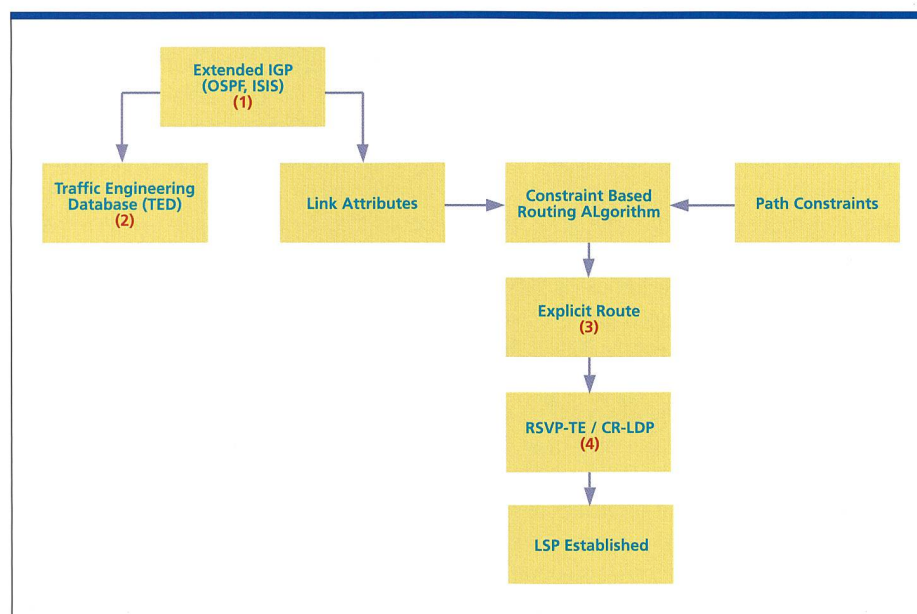 Extended IGP
(OSPF, ISIS)
(1)
Traffic Engineering
Database (TED)
(2)
Link Attributes
Constraint Based
Routing ALgorithm
Path Constraints
Explicit Route
(3)
RSVP-TE / CR-LDP
(4)
LSP Established